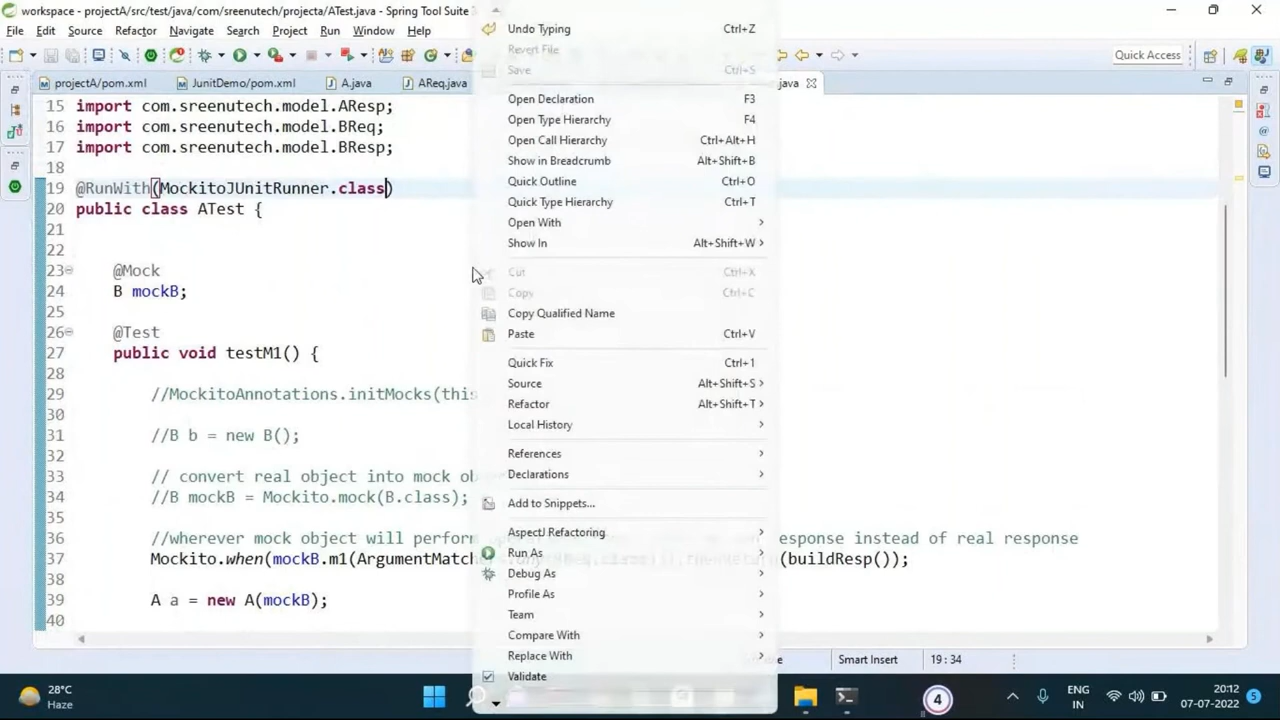 workspace - projectA/src/test/java/com/sreenutech/projecta/ATest.java - Spring Tool Suite
File Edit Source Refactor Navigate Search Project Run Window Help
Quick Access
projectA/pom.xml JunitDemo/pom.xml A.java AReq.java java
15 import com.sreenutech.model.AResp;
16 import com.sreenutech.model.BReq;
17 import com.sreenutech.model.BResp;
18
19 @RunWith(MockitoJUnitRunner.class)
20 public class ATest {
21
22
23 @Mock
24 B mockB;
25
26 @Test
27 public void testM1() {
28
29 //MockitoAnnotations.initMocks(this
30
31 //B b = new B();
32
33 // convert real object into mock ob
34 //B mockB = Mockito.mock(B.class);
35
36 //wherever mock object will perform sponse instead of real response
37 Mockito.when(mockB.m1(ArgumentMatch (buildResp());
38
39 A a = new A(mockB);
40
Undo Typing Ctrl+Z
Revert File
Save Ctrl+S
Open Declaration F3
Open Type Hierarchy F4
Open Call Hierarchy Ctrl+Alt+H
Show in Breadcrumb Alt+Shift+B
Quick Outline Ctrl+O
Quick Type Hierarchy Ctrl+T
Open With
Show In Alt+Shift+W
Cut Ctrl+X
Copy Ctrl+C
Copy Qualified Name
Paste Ctrl+V
Quick Fix Ctrl+1
Source Alt+Shift+S
Refactor Alt+Shift+T
Local History
References
Declarations
Add to Snippets...
AspectJ Refactoring
Run As
Debug As
Profile As
Team
Compare With
Replace With
Validate
Smart Insert 19 : 34
28°C
Haze
4
ENG
IN
20:12
07-07-2022
5